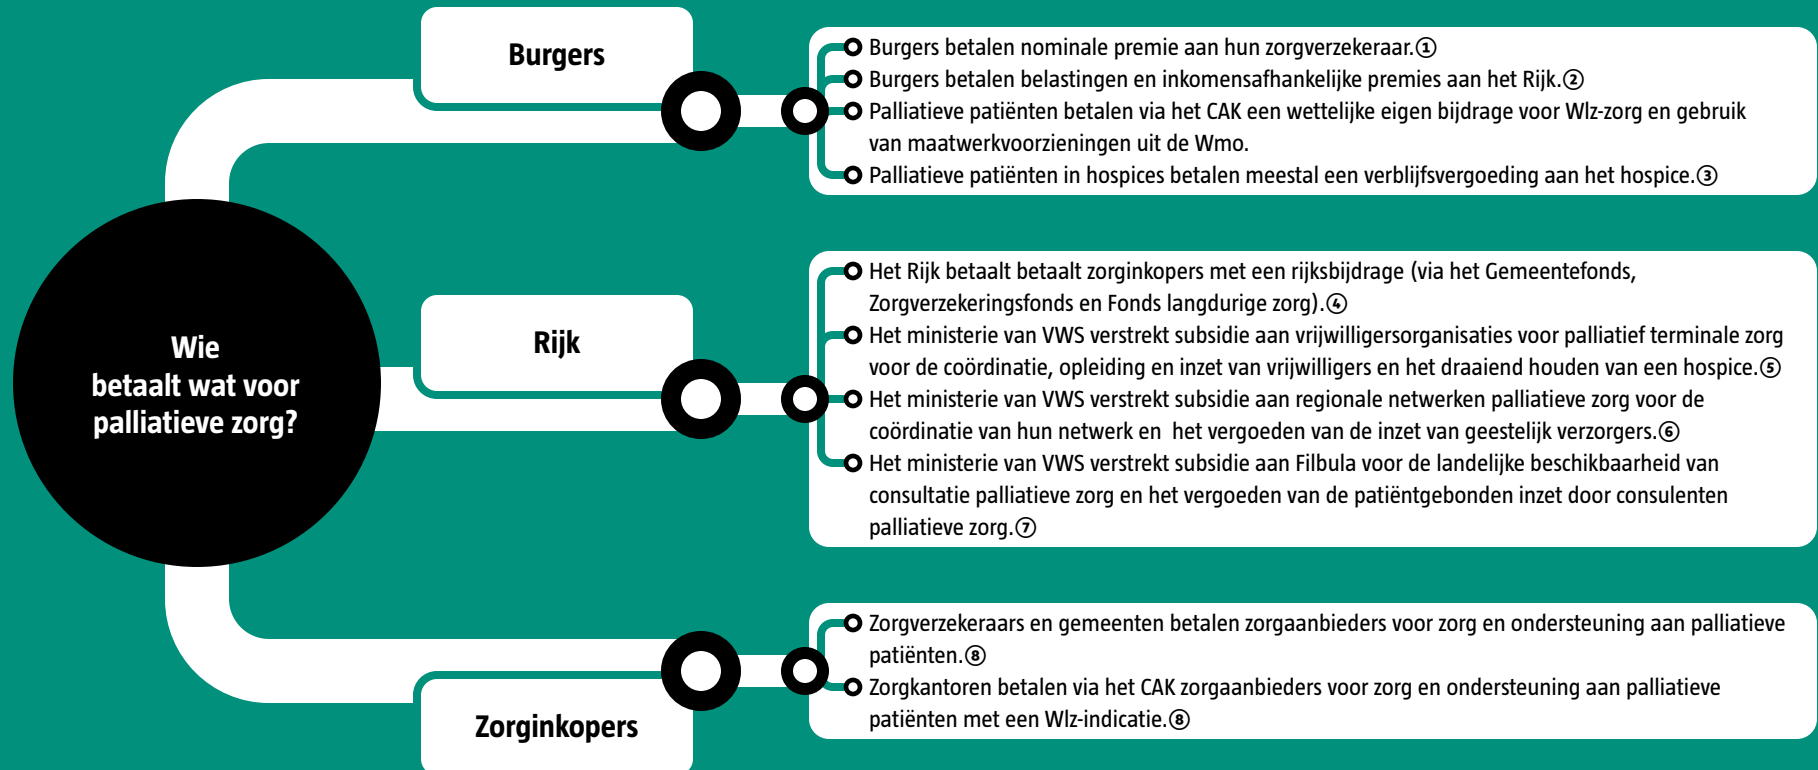 Wie
betaalt wat voor
palliatieve zorg?
Burgers
Burgers betalen nominale premie aan hun zorgverzekeraar.①
Burgers betalen belastingen en inkomensafhankelijke premies aan het Rijk.②
Palliatieve patiënten betalen via het CAK een wettelijke eigen bijdrage voor Wlz-zorg en gebruik
van maatwerkvoorzieningen uit de Wmo.
Palliatieve patiënten in hospices betalen meestal een verblijfsvergoeding aan het hospice.③
Rijk
Het Rijk betaalt betaalt zorginkopers met een rijksbijdrage (via het Gemeentefonds,
Zorgverzekeringsfonds en Fonds langdurige zorg).④
Het ministerie van VWS verstrekt subsidie aan vrijwilligersorganisaties voor palliatief terminale zorg
voor de coördinatie, opleiding en inzet van vrijwilligers en het draaiend houden van een hospice.⑤
Het ministerie van VWS verstrekt subsidie aan regionale netwerken palliatieve zorg voor de
coördinatie van hun netwerk en het vergoeden van de inzet van geestelijk verzorgers.⑥
Het ministerie van VWS verstrekt subsidie aan Filbula voor de landelijke beschikbaarheid van
consultatie palliatieve zorg en het vergoeden van de patiëntgebonden inzet door consulenten
palliatieve zorg.⑦
Zorginkopers
Zorgverzekeraars en gemeenten betalen zorgaanbieders voor zorg en ondersteuning aan palliatieve
patiënten.⑧
Zorgkantoren betalen via het CAK zorgaanbieders voor zorg en ondersteuning aan palliatieve
patiënten met een Wlz-indicatie.⑧